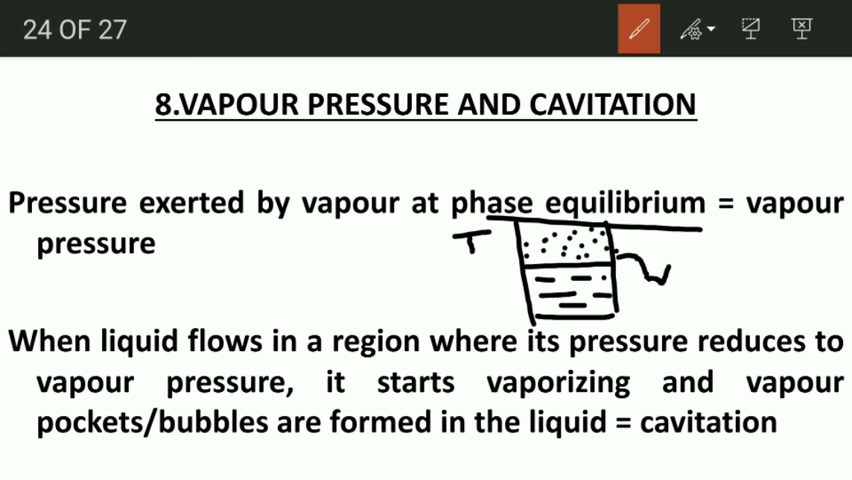 24 OF 27
8.VAPOUR PRESSURE AND CAVITATION
Pressure exerted by vapour at phase equilibrium = vapour
pressure
T
When liquid flows in a region where its pressure reduces to
vapour pressure, it starts vaporizing and vapour
pockets/bubbles are formed in the liquid = cavitation